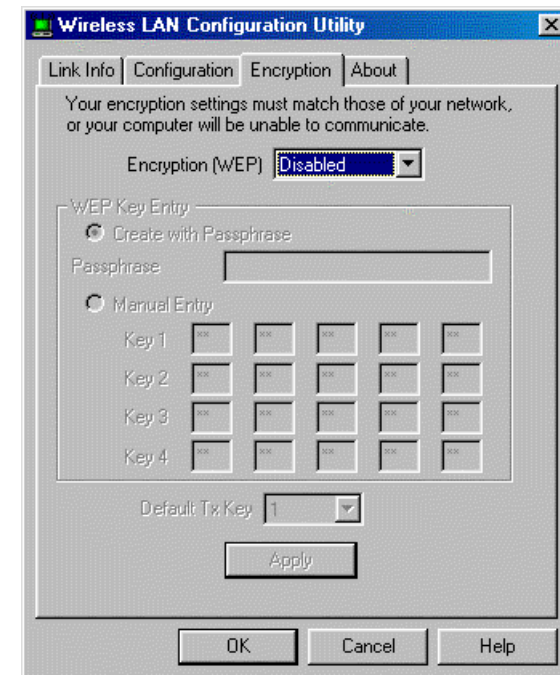 Wireless LAN Configuration Utility
Link Info Configuration Encryption About
Your encryption settings must match those of your network,
or your computer will be unable to communicate.
Encryption (WEP) Disabled
WEP Key Entry
Create with Passphrase
Passphrase
Manual Entry
Key 1 ** ** ** ** **
Key 2 ** ** ** ** **
Key 3 ** ** ** ** **
Key 4 ** ** ** ** **
Default Tx Key 1
Apply
OK Cancel Help